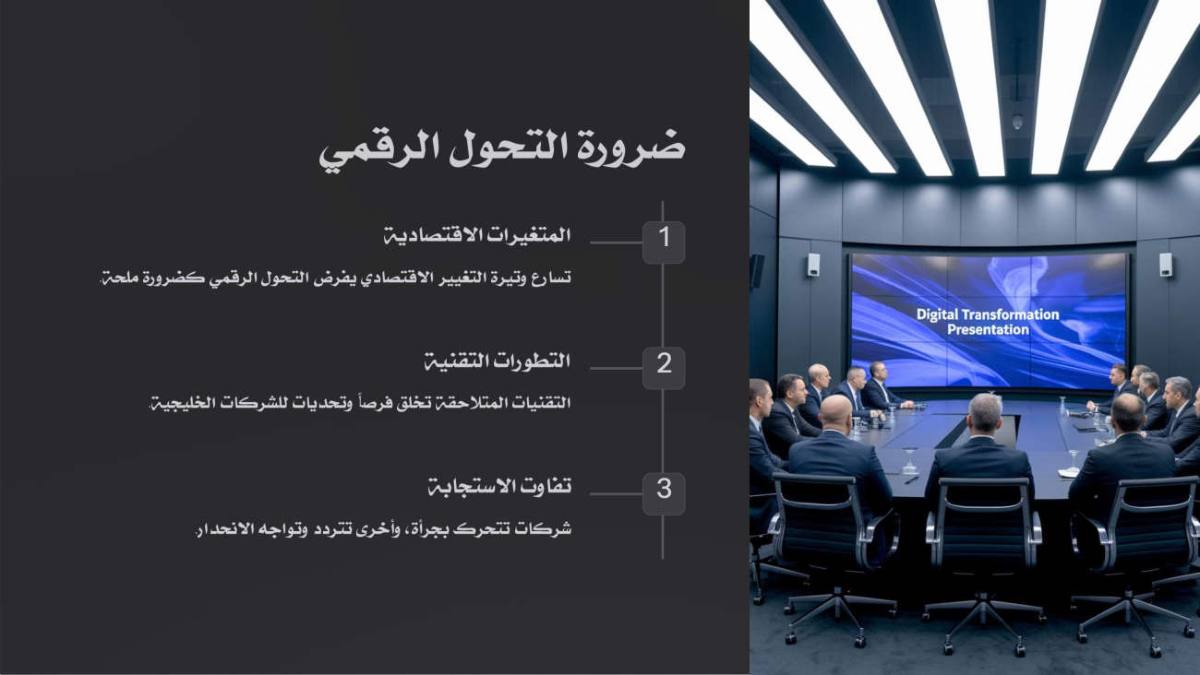 ضرورة التحول الرقمي
1
المتغيرات الاقتصادية
تسارع وتيرة التغيير الاقتصادي يفرض التحول الرقمي كضرورة ملحة.
2
التطورات التقنية
التقنيات المتلاحقة تخلق فرصاً وتحديات للشركات الخليجية.
3
تفاوت الاستجابة
شركات تتحرك بجرأة، وأخرى تتردد وتواجه الانحدار.
Digital Transformation
Presentation